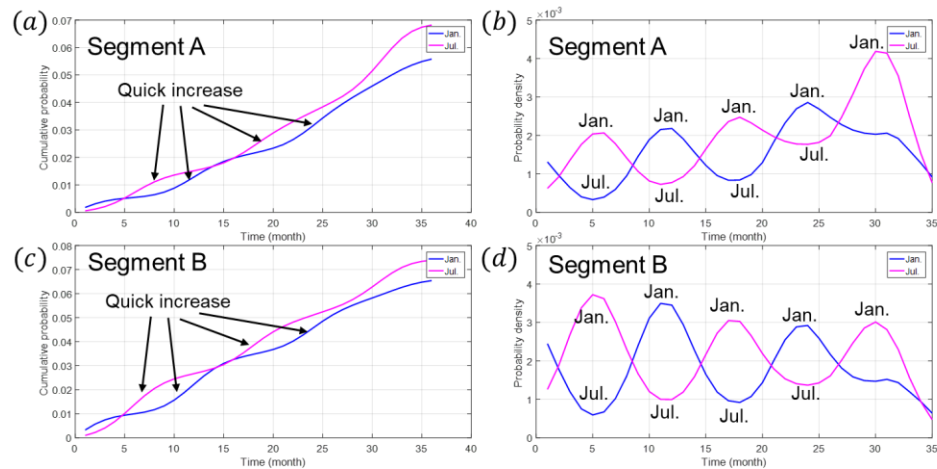 (a)
Segment A
Quick increase
Jan.
Jul.
Cumulative probability
0.07
0.06
0.05
0.04
0.03
0.02
0.01
0
0 5 10 15 20 25 30 35 40
Time (month)
(b)
×10⁻³
Segment A
Jan.
Jul.
Jan.
Jan.
Jan.
Jan.
Jul.
Jul.
Jul.
Jul.
Probability density
5
4
3
2
1
0
0 5 10 15 20 25 30 35
Time (month)
(c)
Segment B
Quick increase
Jan.
Jul.
Cumulative probability
0.08
0.07
0.06
0.05
0.04
0.03
0.02
0.01
0
0 5 10 15 20 25 30 35 40
Time (month)
(d)
×10⁻³
Segment B
Jan.
Jul.
Jan.
Jan.
Jan.
Jan.
Jan.
Jul.
Jul.
Jul.
Jul.
Probability density
5
4
3
2
1
0
0 5 10 15 20 25 30 35
Time (month)